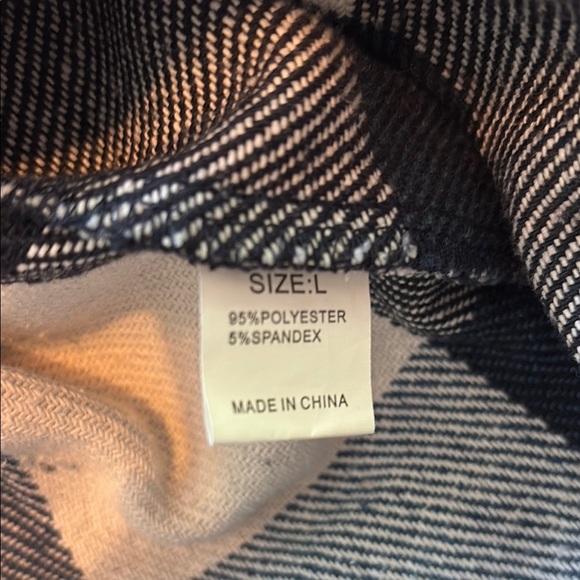 SIZE:L
95%POLYESTER
5%SPANDEX
MADE IN CHINA